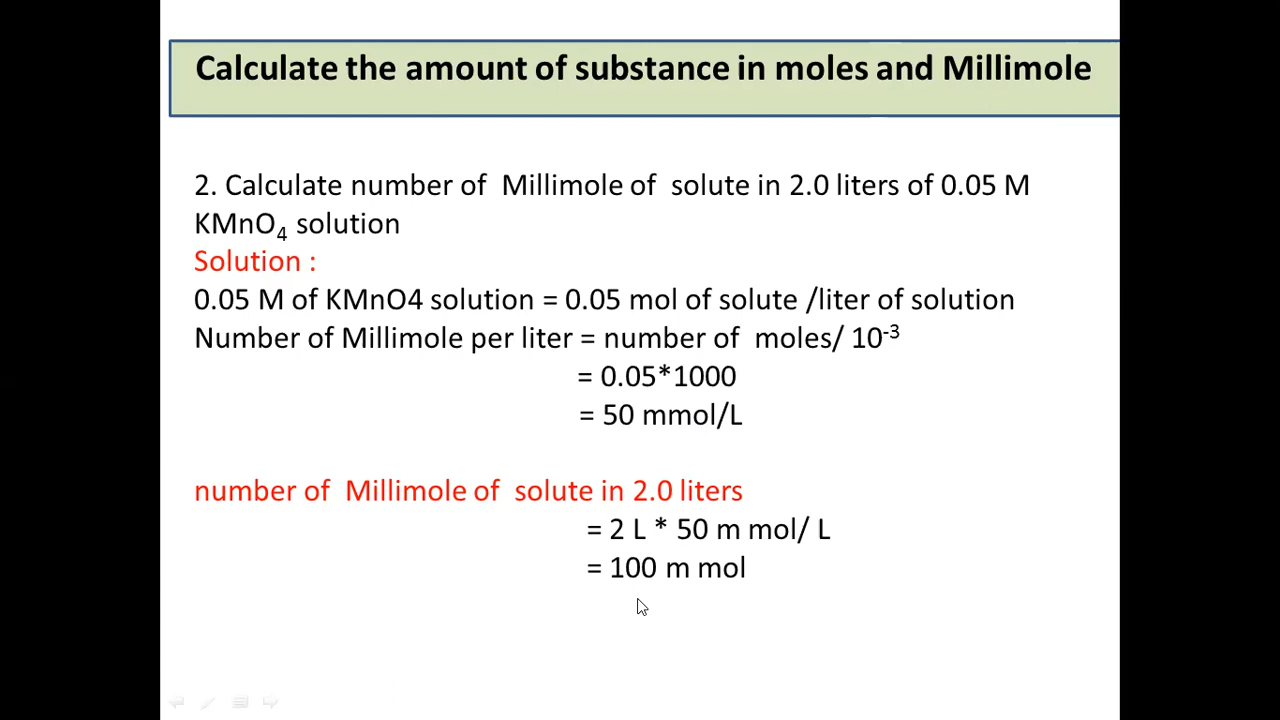 Calculate the amount of substance in moles and Millimole
2. Calculate number of Millimole of solute in 2.0 liters of 0.05 M
KMnO₄ solution
Solution :
0.05 M of KMnO4 solution = 0.05 mol of solute /liter of solution
Number of Millimole per liter = number of moles/ 10⁻³
= 0.05*1000
= 50 mmol/L
number of Millimole of solute in 2.0 liters
= 2 L * 50 m mol/ L
= 100 m mol